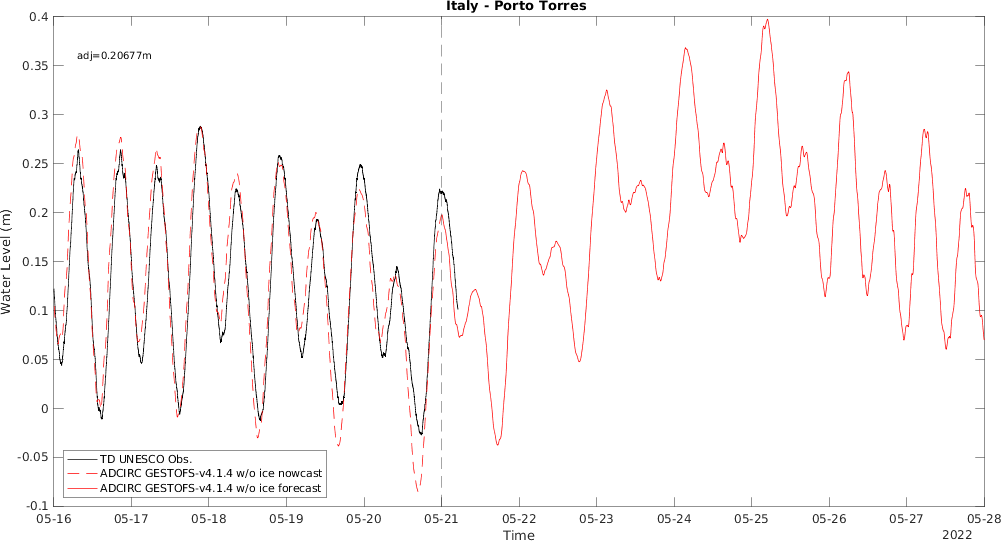 Italy - Porto Torres
adj=0.20677m
0.4
0.35
0.3
0.25
0.2
0.15
0.1
0.05
0
-0.05
-0.1
Water Level (m)
TD UNESCO Obs.
ADCIRC GESTOFS-v4.1.4 w/o ice nowcast
ADCIRC GESTOFS-v4.1.4 w/o ice forecast
05-16 05-17 05-18 05-19 05-20 05-21 05-22 05-23 05-24 05-25 05-26 05-27 05-28
Time
2022